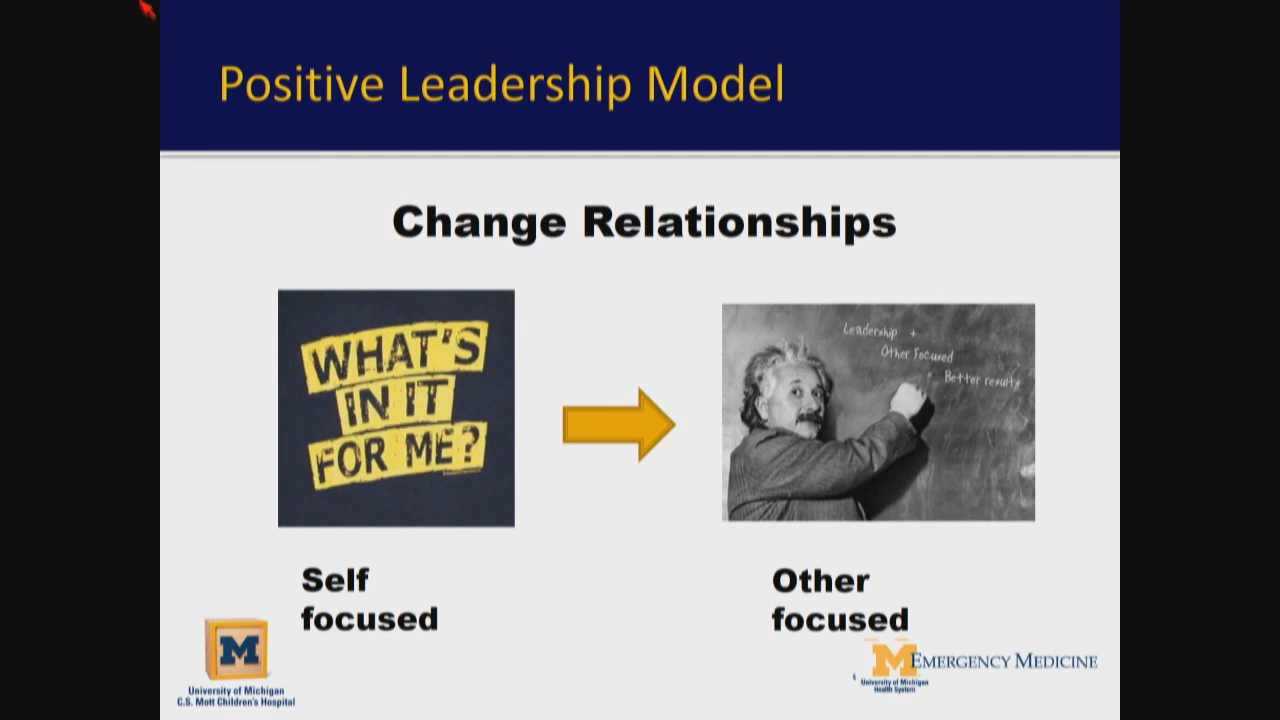 Positive Leadership Model
Change Relationships
WHAT'S
IN IT
FOR ME?
Leadership +
Other Focused
Better results
Self
focused
Other
focused
M
University of Michigan
C.S. Mott Children's Hospital
M EMERGENCY MEDICINE
University of Michigan
Health System